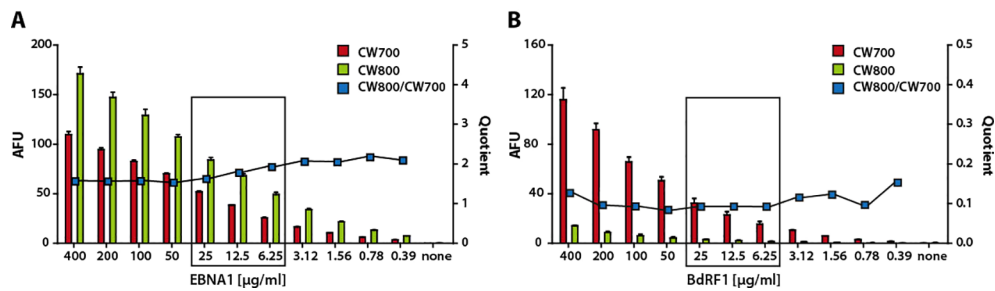 A
200
150
100
50
0
AFU
5
4
3
2
1
0
Quotient
CW700
CW800
CW800/CW700
400 200 100 50 25 12.5 6.25 3.12 1.56 0.78 0.39 none
EBNA1 [µg/ml]
B
160
120
80
40
0
AFU
0.5
0.4
0.3
0.2
0.1
0.0
Quotient
CW700
CW800
CW800/CW700
400 200 100 50 25 12.5 6.25 3.12 1.56 0.78 0.39 none
BdRF1 [µg/ml]